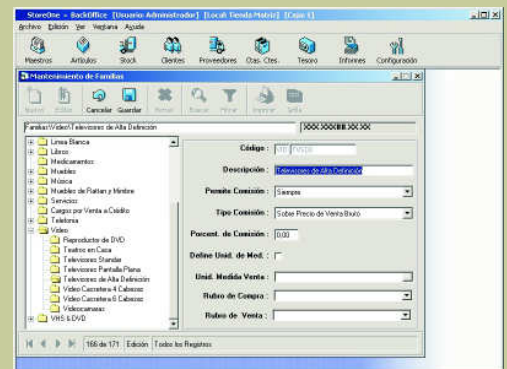 StoreOne - BackOffice [Usuario: Administrador] [Local: Tienda Matriz] [Caja: 1]
Archivo Edición Ver Ventana Ayuda
Maestros Artículos Stock Clientes Proveedores Ctas. Ctes. Tesoro Informes Configuración
Mantenimiento de Familias
Nuevo Editar Cancelar Guardar Borrar Buscar Filtrar Imprimir Grilla
Familias\Video\Televisores de Alta Definición
Linea Blanca
Libros
Medicamentos
Muebles
Música
Muebles de Rattan y Mimbre
Servicios
Cargos por Venta a Crédito
Telefonia
Video
Reproductor de DVD
Teatros en Casa
Televisores Standar
Televisores Pantalla Plana
Televisores de Alta Definición
Video Cassetera 4 Cabezas
Video Cassetera 6 Cabezas
Videocamaras
VHS & DVD
Código :
Descripción : Televisores de Alta Definición
Permite Comisión : Siempre
Tipo Comisión : Sobre Precio de Venta Bruto
Porcent. de Comisión : 0,00
Define Unid. de Med. :
Unid. Medida Venta :
Rubro de Compra :
Rubro de Venta :
166 de 171 Edición Todos los Registros